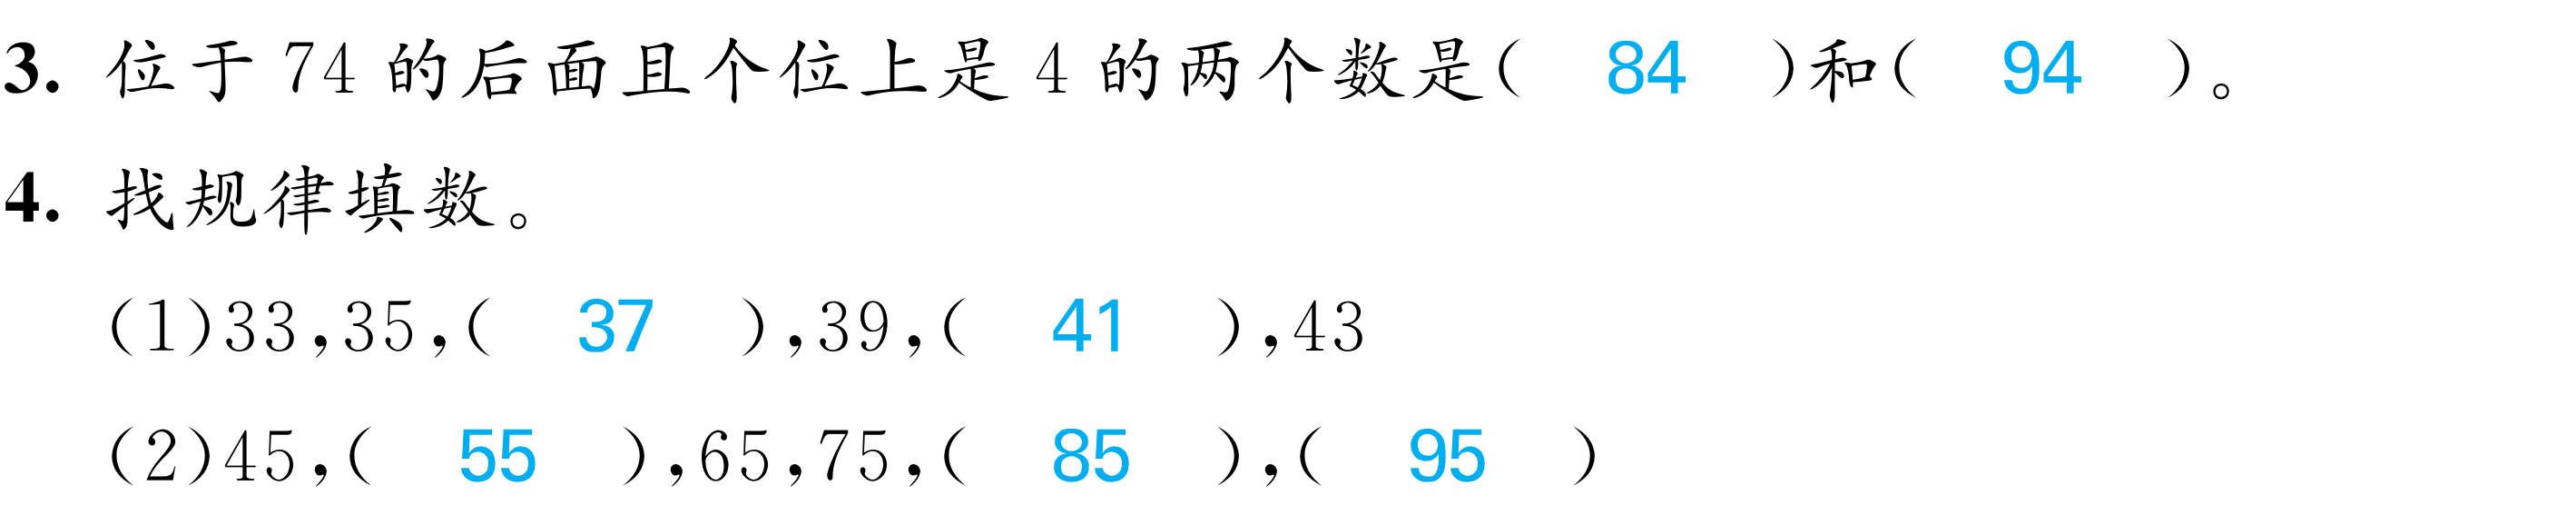 3. 位于 74 的后面且个位上是 4 的两个数是( 84 )和( 94 )。
4. 找规律填数。
(1)33,35,( 37 ),39,( 41 ),43
(2)45,( 55 ),65,75,( 85 ),( 95 )